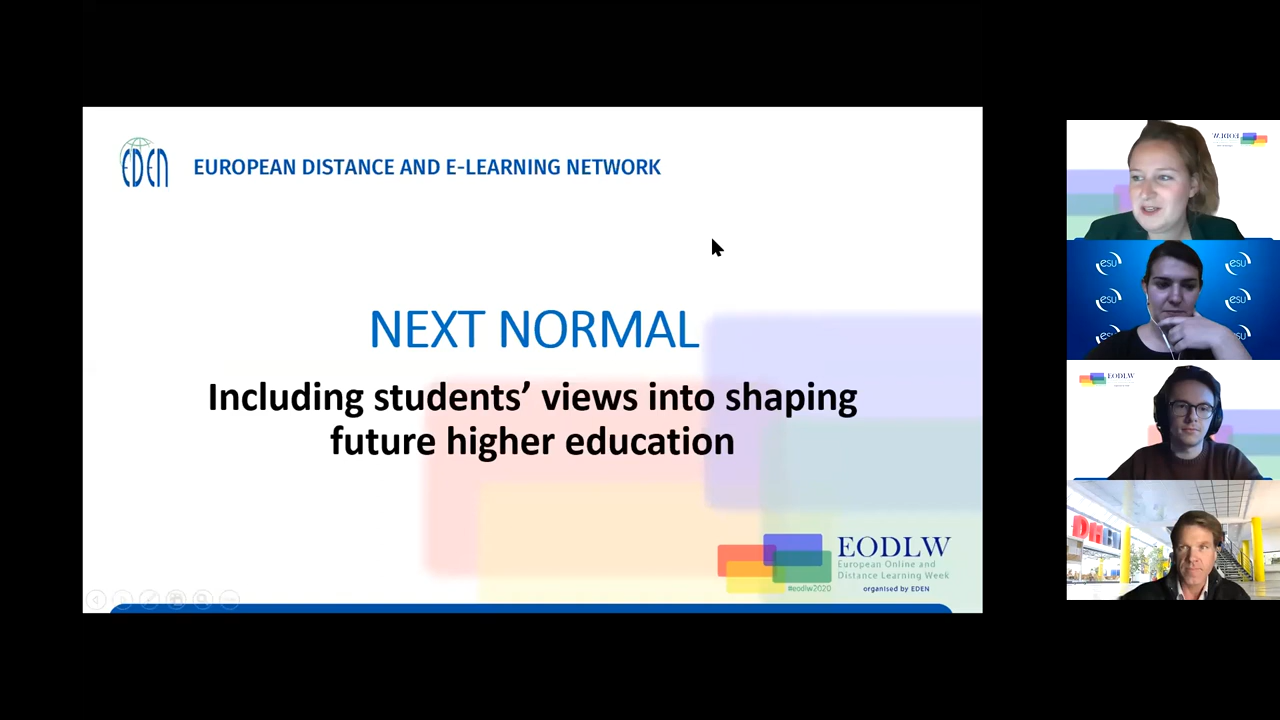 EDEN
EUROPEAN DISTANCE AND E-LEARNING NETWORK
NEXT NORMAL
Including students’ views into shaping
future higher education
EODLW
European Online and
Distance Learning Week
#eodlw2020
organised by EDEN
EODLW
esu
esu
esu
esu
esu
esu
EODLW